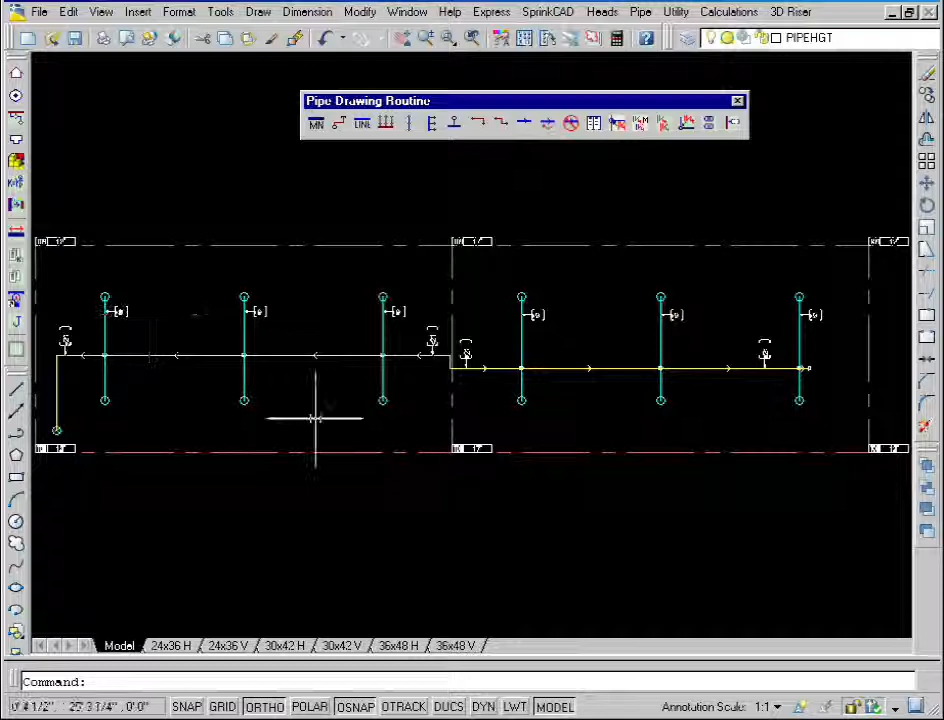 File Edit View Insert Format Tools Draw Dimension Modify Window Help Express SprinkCAD Heads Pipe Utility Calculations 3D Riser
PIPEHGT
Pipe Drawing Routine
MN LINE
Model 24x36 H 24x36 V 30x42 H 30x42 V 36x48 H 36x48 V
Command:
SNAP GRID ORTHO POLAR OSNAP OTRACK DUCS DYN LWT MODEL Annotation Scale: 1:1